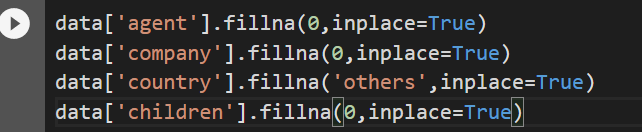 data['agent'].fillna(0,inplace=True)
data['company'].fillna(0,inplace=True)
data['country'].fillna('others',inplace=True)
data['children'].fillna(0,inplace=True)